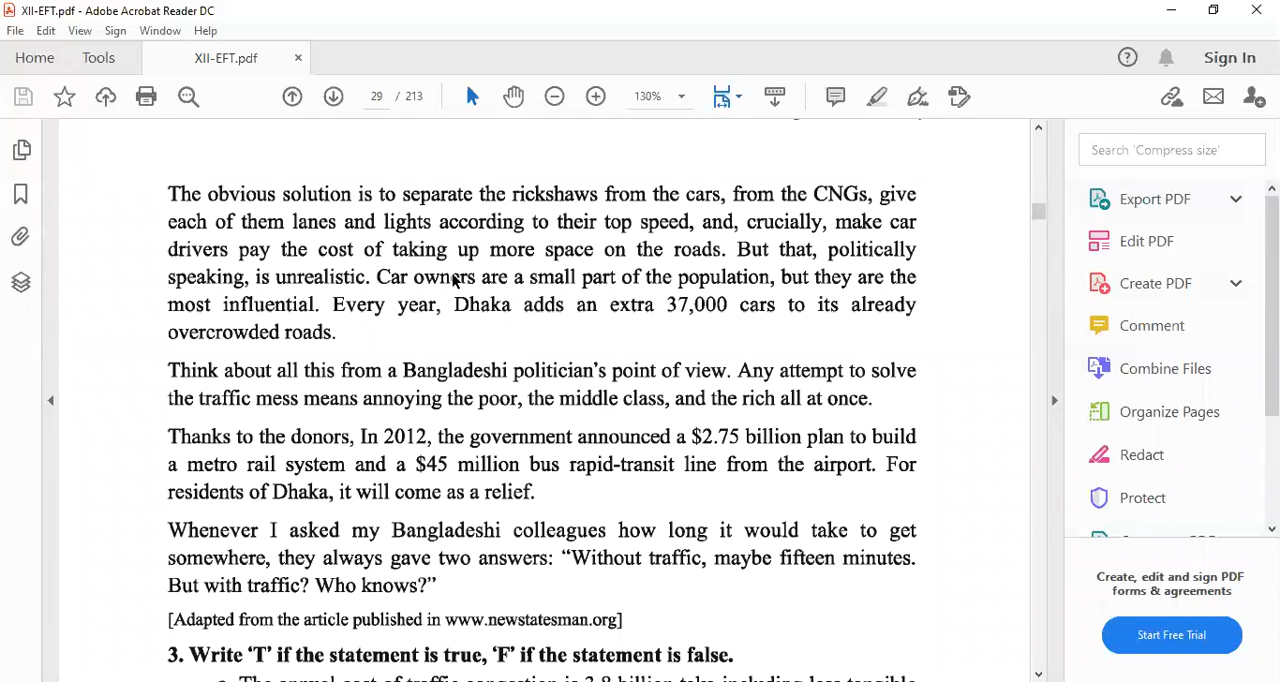 XII-EFT.pdf - Adobe Acrobat Reader DC
File Edit View Sign Window Help
Home Tools XII-EFT.pdf × Sign In
29 / 213 130%
Search 'Compress size'
Export PDF
Edit PDF
Create PDF
Comment
Combine Files
Organize Pages
Redact
Protect
Create, edit and sign PDF
forms & agreements
Start Free Trial
The obvious solution is to separate the rickshaws from the cars, from the CNGs, give
each of them lanes and lights according to their top speed, and, crucially, make car
drivers pay the cost of taking up more space on the roads. But that, politically
speaking, is unrealistic. Car owners are a small part of the population, but they are the
most influential. Every year, Dhaka adds an extra 37,000 cars to its already
overcrowded roads.
Think about all this from a Bangladeshi politician's point of view. Any attempt to solve
the traffic mess means annoying the poor, the middle class, and the rich all at once.
Thanks to the donors, In 2012, the government announced a $2.75 billion plan to build
a metro rail system and a $45 million bus rapid-transit line from the airport. For
residents of Dhaka, it will come as a relief.
Whenever I asked my Bangladeshi colleagues how long it would take to get
somewhere, they always gave two answers: “Without traffic, maybe fifteen minutes.
But with traffic? Who knows?”
[Adapted from the article published in www.newstatesman.org]
3. Write ‘T’ if the statement is true, ‘F’ if the statement is false.